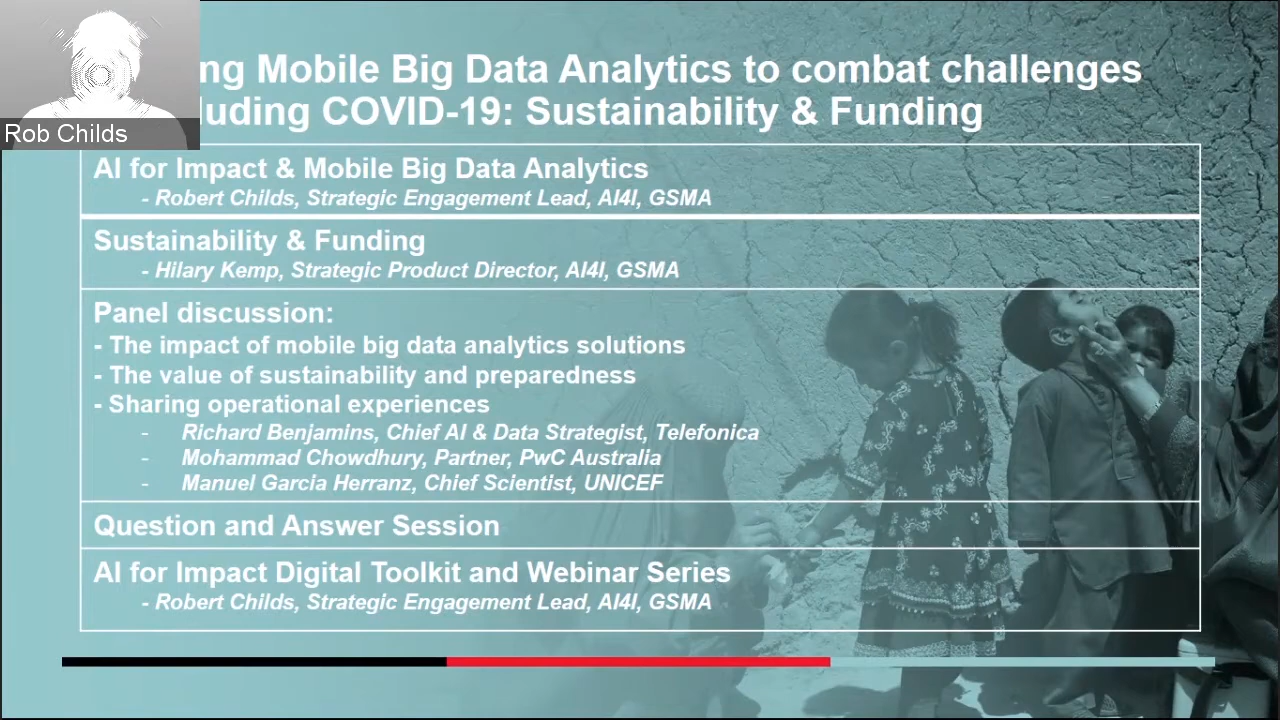 Rob Childs
ng Mobile Big Data Analytics to combat challenges
luding COVID-19: Sustainability & Funding
AI for Impact & Mobile Big Data Analytics
- Robert Childs, Strategic Engagement Lead, AI4I, GSMA
Sustainability & Funding
- Hilary Kemp, Strategic Product Director, AI4I, GSMA
Panel discussion:
- The impact of mobile big data analytics solutions
- The value of sustainability and preparedness
- Sharing operational experiences
- Richard Benjamins, Chief AI & Data Strategist, Telefonica
- Mohammad Chowdhury, Partner, PwC Australia
- Manuel Garcia Herranz, Chief Scientist, UNICEF
Question and Answer Session
AI for Impact Digital Toolkit and Webinar Series
- Robert Childs, Strategic Engagement Lead, AI4I, GSMA